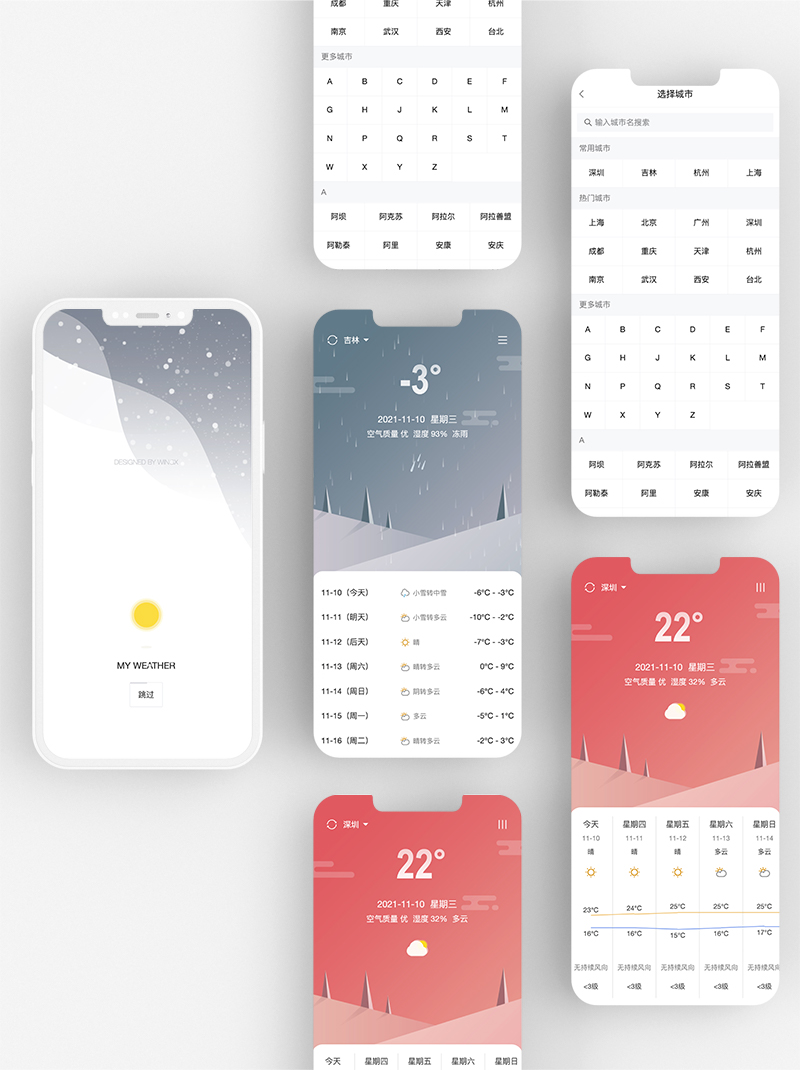 成都 重庆 天津 杭州
南京 武汉 西安 台北
更多城市
A B C D E F
G H J K L M
N P Q R S T
W X Y Z
A
阿坝 阿克苏 阿拉尔 阿拉善盟
阿勒泰 阿里 安康 安庆
选择城市
输入城市名搜索
常用城市
深圳 吉林 杭州 上海
热门城市
上海 北京 广州 深圳
成都 重庆 天津 杭州
南京 武汉 西安 台北
更多城市
A B C D E F
G H J K L M
N P Q R S T
W X Y Z
A
阿坝 阿克苏 阿拉尔 阿拉善盟
阿勒泰 阿里 安康 安庆
DESIGNED BY WINJX
MY WEATHER
跳过
吉林
-3°
2021-11-10 星期三
空气质量 优 湿度 93% 冻雨
11-10（今天） 小雪转中雪 -6°C - -3°C
11-11（明天） 小雪转多云 -10°C - -2°C
11-12（后天） 晴 -7°C - -3°C
11-13（周六） 晴转多云 0°C - 9°C
11-14（周日） 阴转多云 -6°C - 4°C
11-15（周一） 多云 -5°C - 1°C
11-16（周二） 晴转多云 -2°C - 3°C
深圳
22°
2021-11-10 星期三
空气质量 优 湿度 32% 多云
今天 星期四 星期五 星期六 星期日
11-10 11-11 11-12 11-13 11-14
晴 晴 晴 多云 多云
23°C 24°C 25°C 25°C 25°C
16°C 16°C 15°C 16°C 17°C
无持续风向 无持续风向 无持续风向 无持续风向 无持续风
<3级 <3级 <3级 <3级 <3级
深圳
22°
2021-11-10 星期三
空气质量 优 湿度 32% 多云
今天 星期四 星期五 星期六 星期日